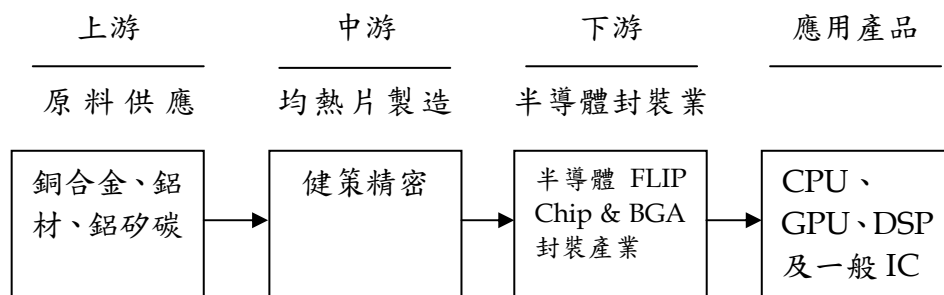 上游 中游 下游 應用產品
原料供應 均熱片製造 半導體封裝業
銅合金、鋁
材、鋁矽碳
健策精密
半導體 FLIP
Chip & BGA
封裝產業
CPU、
GPU、DSP
及一般 IC